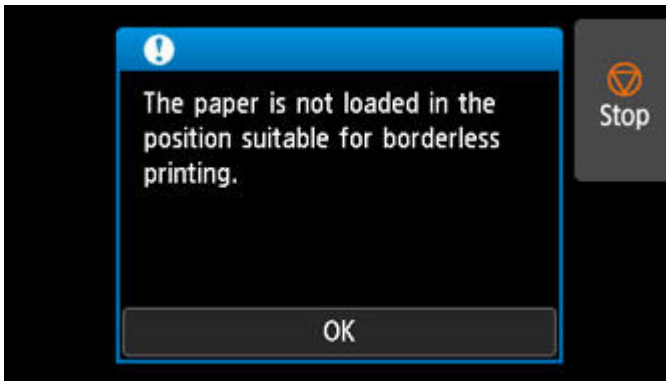 The paper is not loaded in the
position suitable for borderless
printing.
Stop
OK